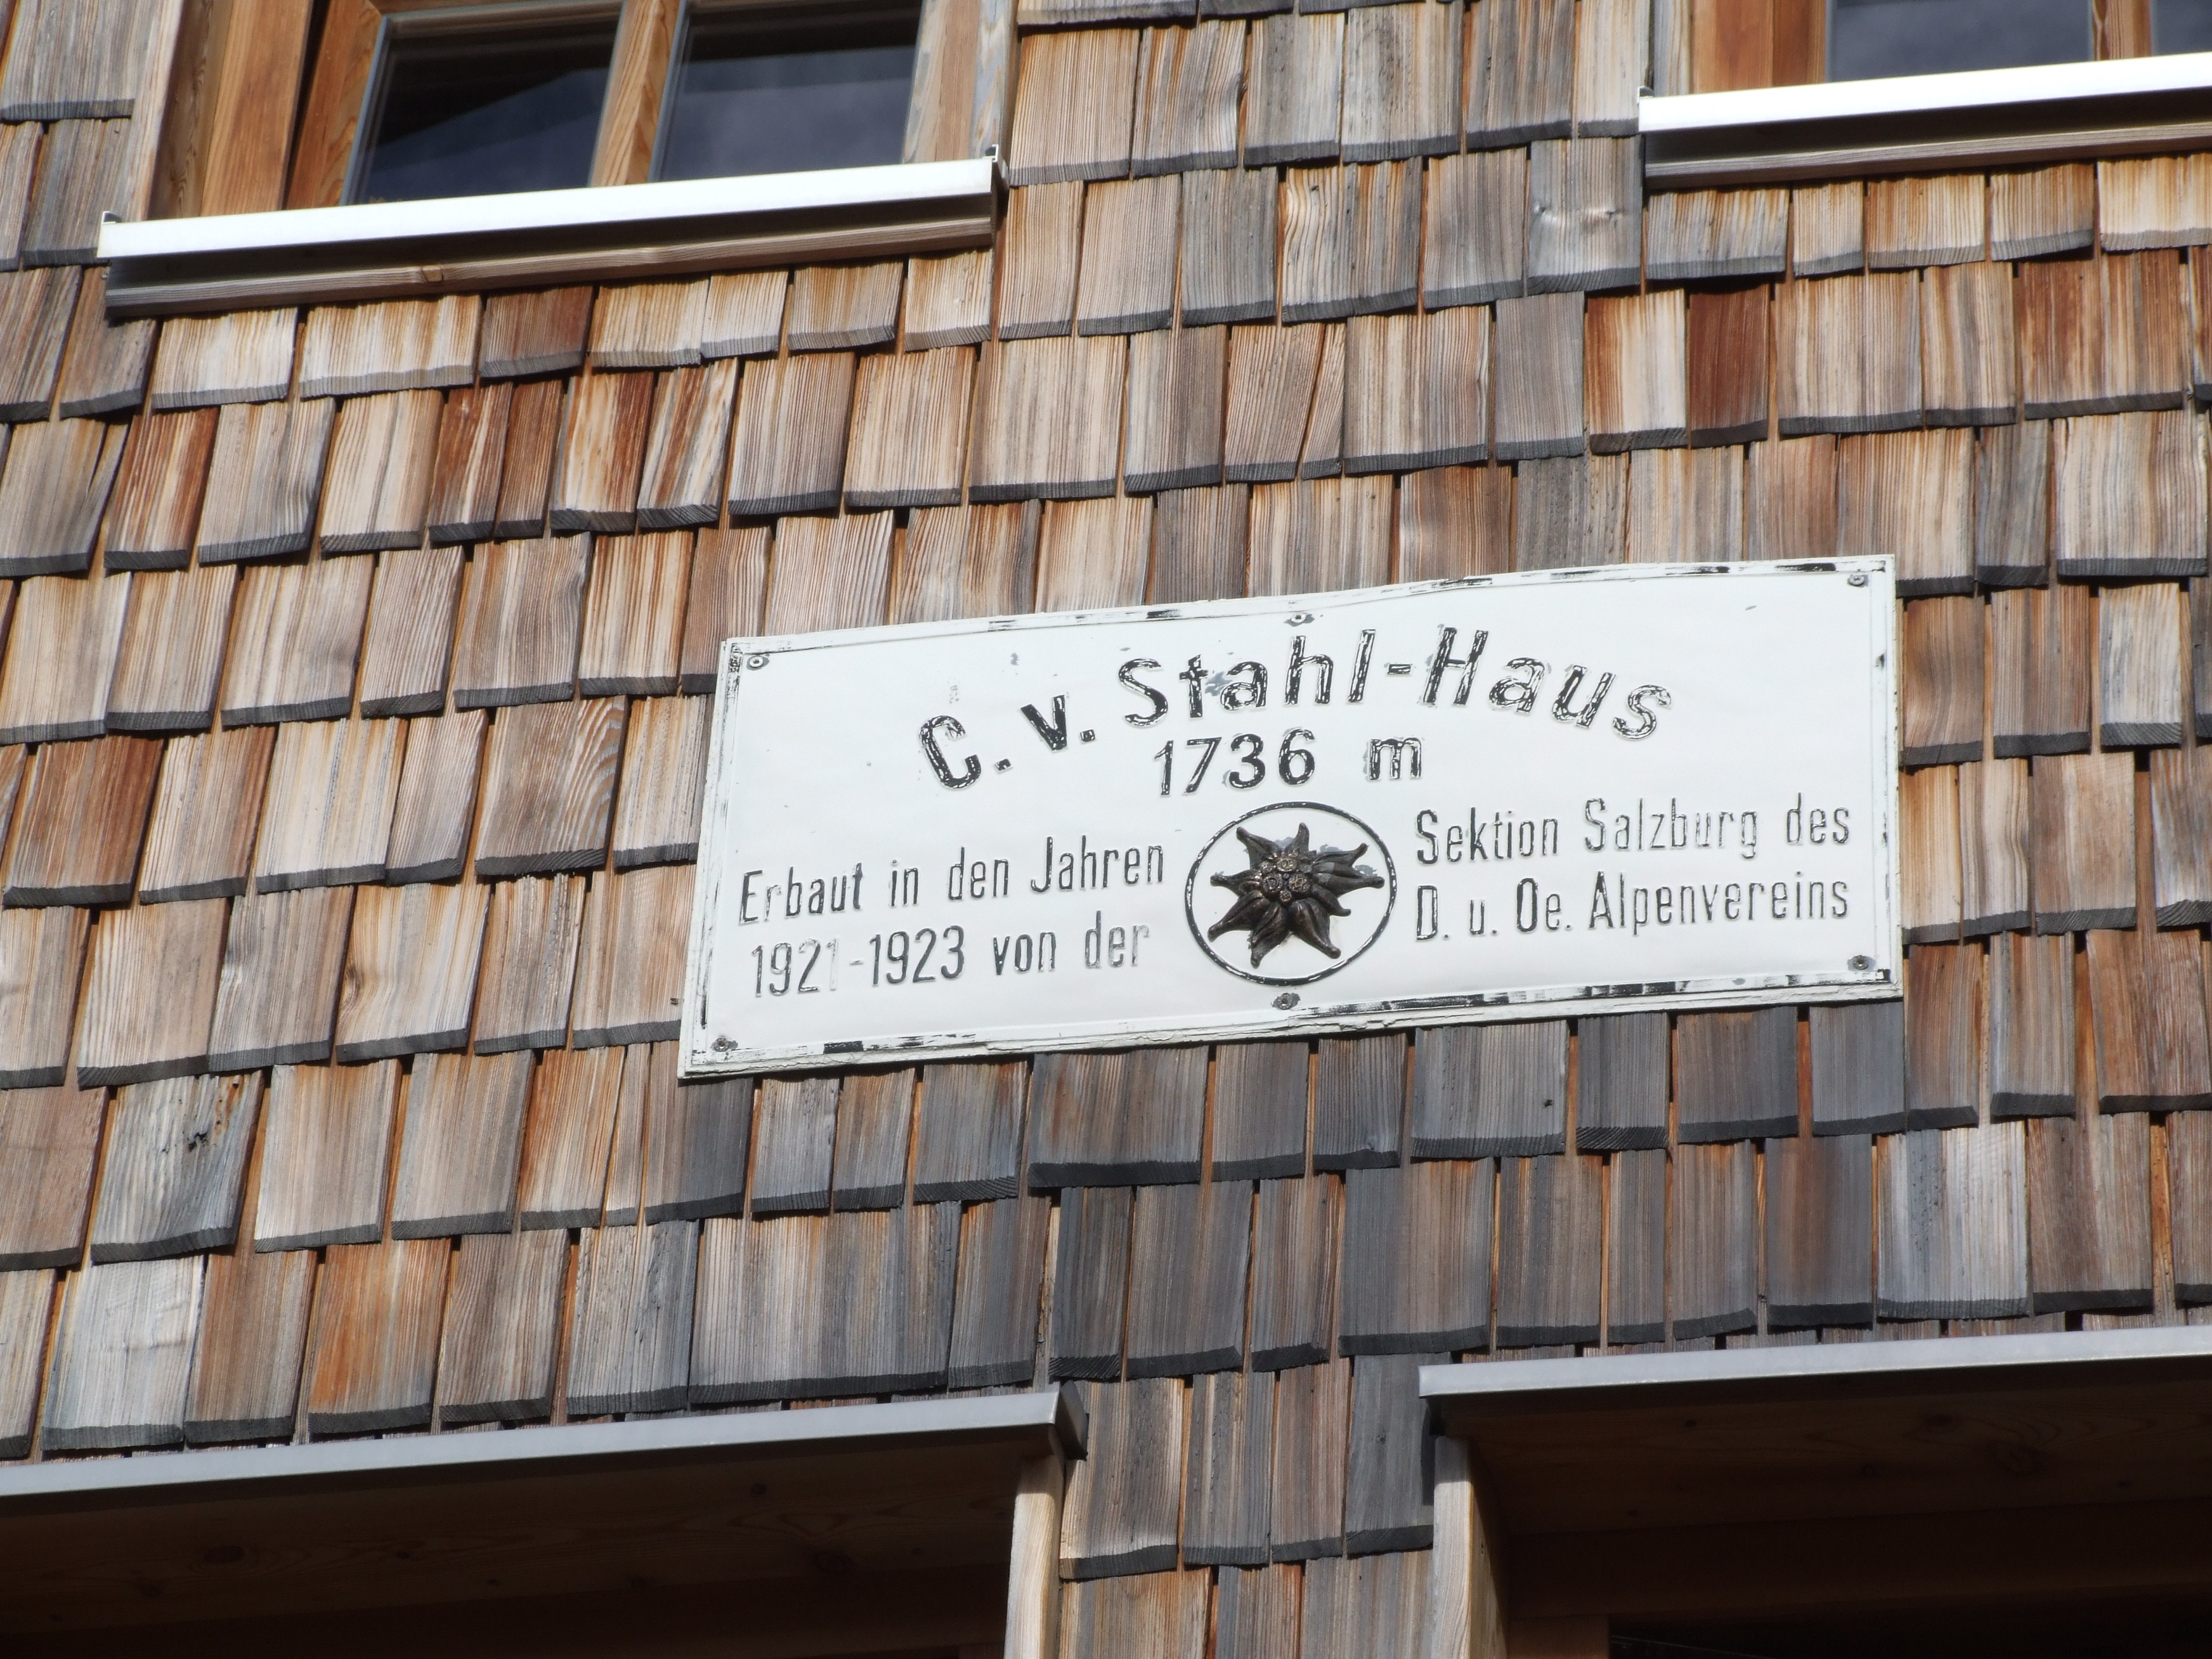 C. v. Stahl-Haus
1736 m
Erbaut in den Jahren
1921-1923 von der
Sektion Salzburg des
D. u. Oe. Alpenvereins